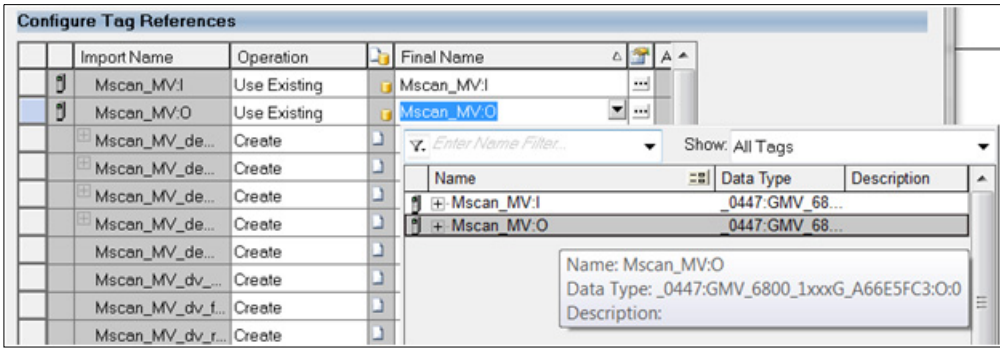 Configure Tag References
Import Name Operation Final Name A
Mscan_MV:I Use Existing Mscan_MV:I ...
Mscan_MV:O Use Existing Mscan_MV:O ...
Mscan_MV_de... Create
Mscan_MV_de... Create
Mscan_MV_de... Create
Mscan_MV_de... Create
Mscan_MV_de... Create
Mscan_MV_dv_... Create
Mscan_MV_dv_f... Create
Mscan_MV_dv_r... Create
Enter Name Filter... Show: All Tags
Name Data Type Description
Mscan_MV:I _0447:GMV_68...
Mscan_MV:O _0447:GMV_68...
Name: Mscan_MV:O
Data Type: _0447:GMV_6800_1xxxG_A66E5FC3:O:0
Description: